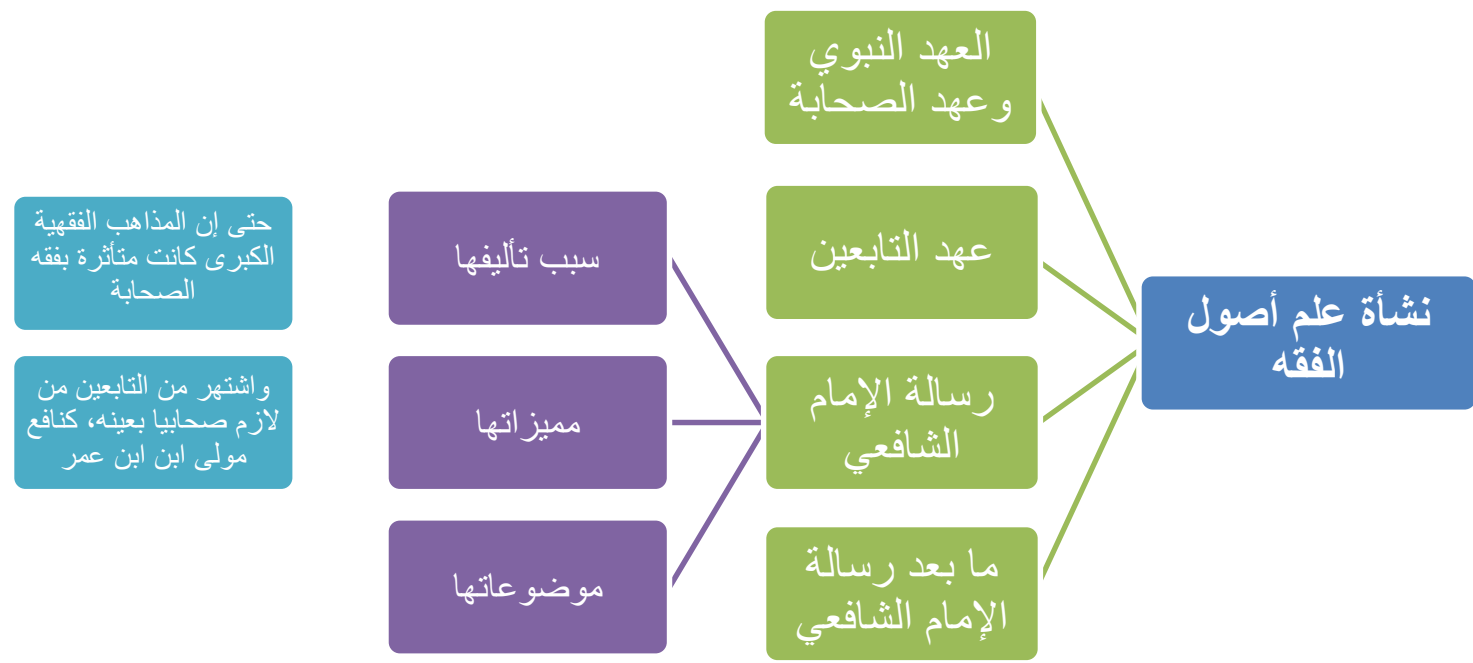 نشأة علم أصول
الفقه
العهد النبوي
وعهد الصحابة
عهد التابعين
رسالة الإمام
الشافعي
سبب تأليفها
مميزاتها
موضوعاتها
ما بعد رسالة
الإمام الشافعي
حتى إن المذاهب الفقهية
الكبرى كانت متأثرة بفقه
الصحابة
واشتهر من التابعين من
لازم صحابيا بعينه، كنافع
مولى ابن ابن عمر